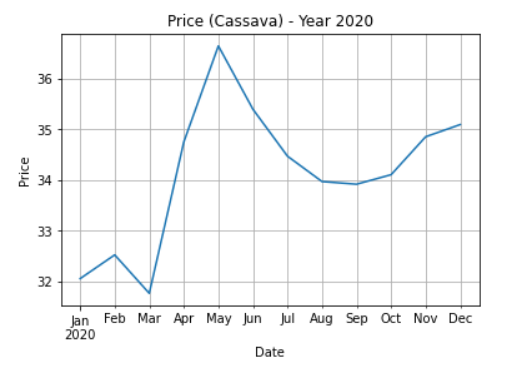 Price (Cassava) - Year 2020
Price
36
35
34
33
32
Jan Feb Mar Apr May Jun Jul Aug Sep Oct Nov Dec
2020
Date